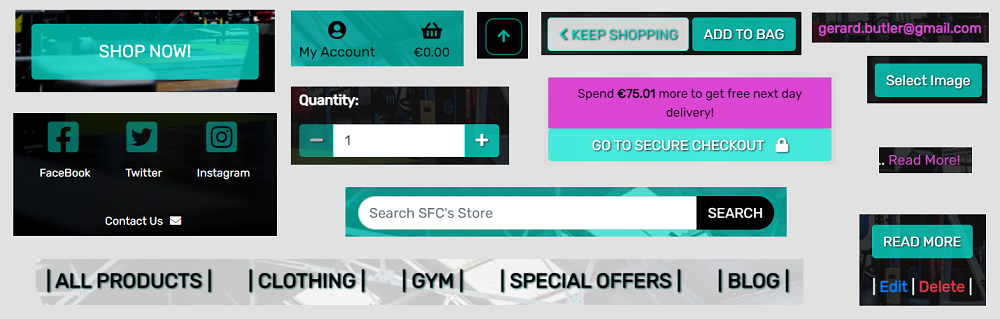 SHOP NOW!
My Account
€0.00
KEEP SHOPPING
ADD TO BAG
gerard.butler@gmail.com
Select Image
Quantity:
1
Spend €75.01 more to get free next day
delivery!
GO TO SECURE CHECKOUT
FaceBook
Twitter
Instagram
Contact Us
.. Read More!
Search SFC's Store
SEARCH
READ MORE
| Edit | Delete |
| ALL PRODUCTS |
| CLOTHING |
| GYM |
| SPECIAL OFFERS |
| BLOG |